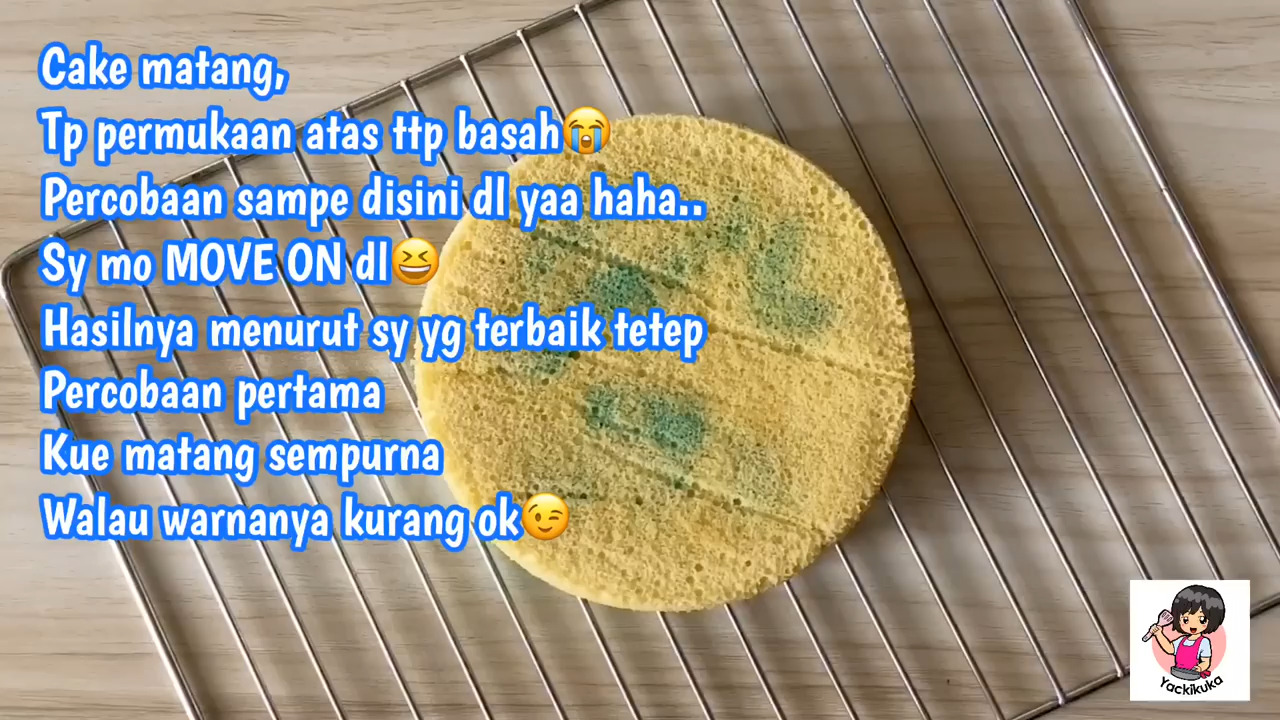 Cake matang,
Tp permukaan atas ttp basah😭
Percobaan sampe disini dl yaa haha..
Sy mo MOVE ON dl😆
Hasilnya menurut sy yg terbaik tetep
Percobaan pertama
Kue matang sempurna
Walau warnanya kurang ok😉
Yackikuka